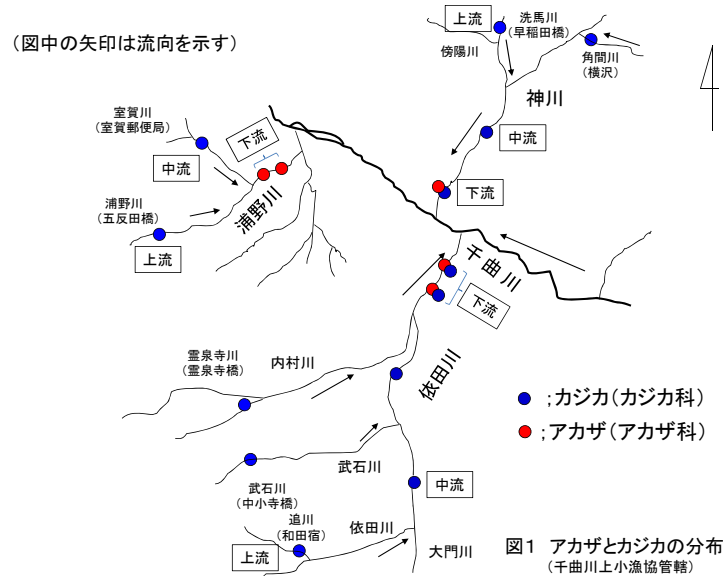 (図中の矢印は流向を示す)
上流
洗馬川
(早稲田橋)
傍陽川
角間川
(横沢)
神川
中流
下流
室賀川
(室賀郵便局)
下流
中流
浦野川
浦野川
(五反田橋)
上流
千曲川
下流
霊泉寺川
(霊泉寺橋)
内村川
依田川
;カジカ(カジカ科)
;アカザ(アカザ科)
武石川
武石川
(中小寺橋)
中流
追川
(和田宿)
依田川
上流
大門川
図1 アカザとカジカの分布
(千曲川上小漁協管轄)